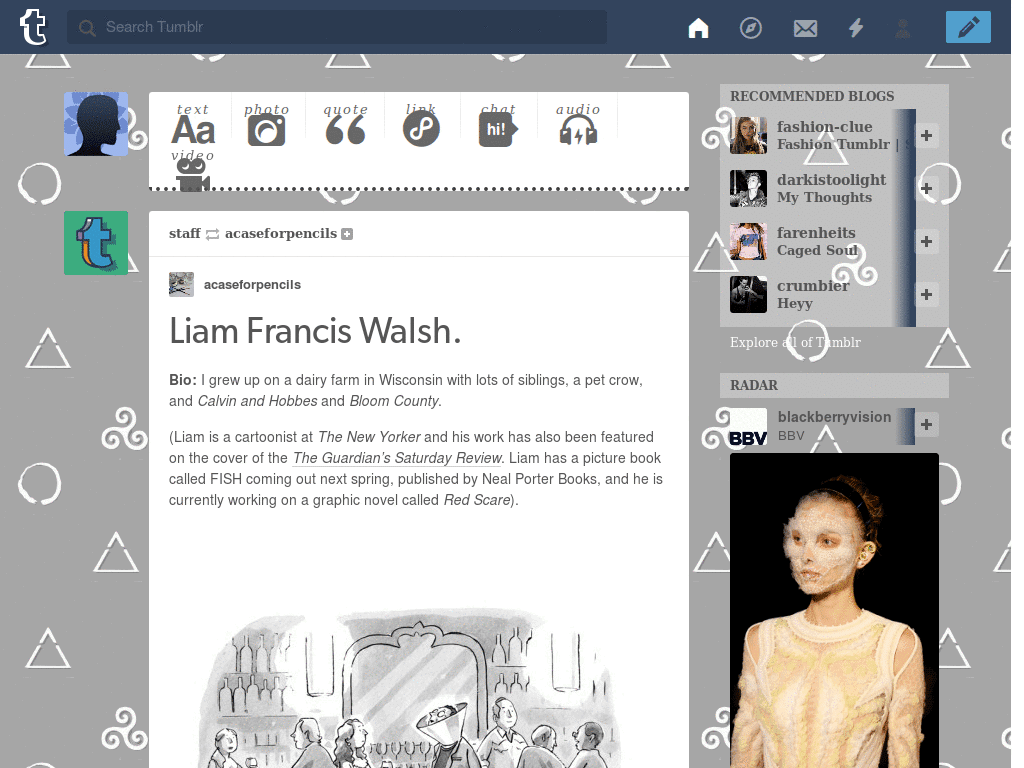 Search Tumblr
text photo quote link chat audio
Aa hi!
video
staff acaseforpencils
acaseforpencils
Liam Francis Walsh.
Bio: I grew up on a dairy farm in Wisconsin with lots of siblings, a pet crow,
and Calvin and Hobbes and Bloom County.
(Liam is a cartoonist at The New Yorker and his work has also been featured
on the cover of the The Guardian's Saturday Review. Liam has a picture book
called FISH coming out next spring, published by Neal Porter Books, and he is
currently working on a graphic novel called Red Scare).
RECOMMENDED BLOGS
fashion-clue
Fashion Tumblr |
darkistoolight
My Thoughts
farenheits
Caged Soul
crumbier
Heyy
Explore all of Tumblr
RADAR
blackberryvision
BBV
BBV